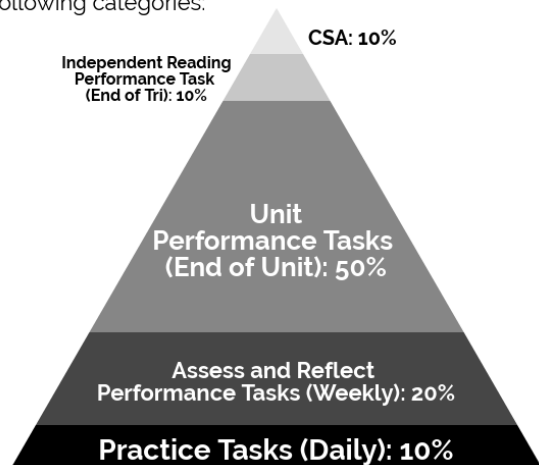 following categories:
CSA: 10%
Independent Reading
Performance Task
(End of Tri): 10%
Unit
Performance Tasks
(End of Unit): 50%
Assess and Reflect
Performance Tasks (Weekly): 20%
Practice Tasks (Daily): 10%